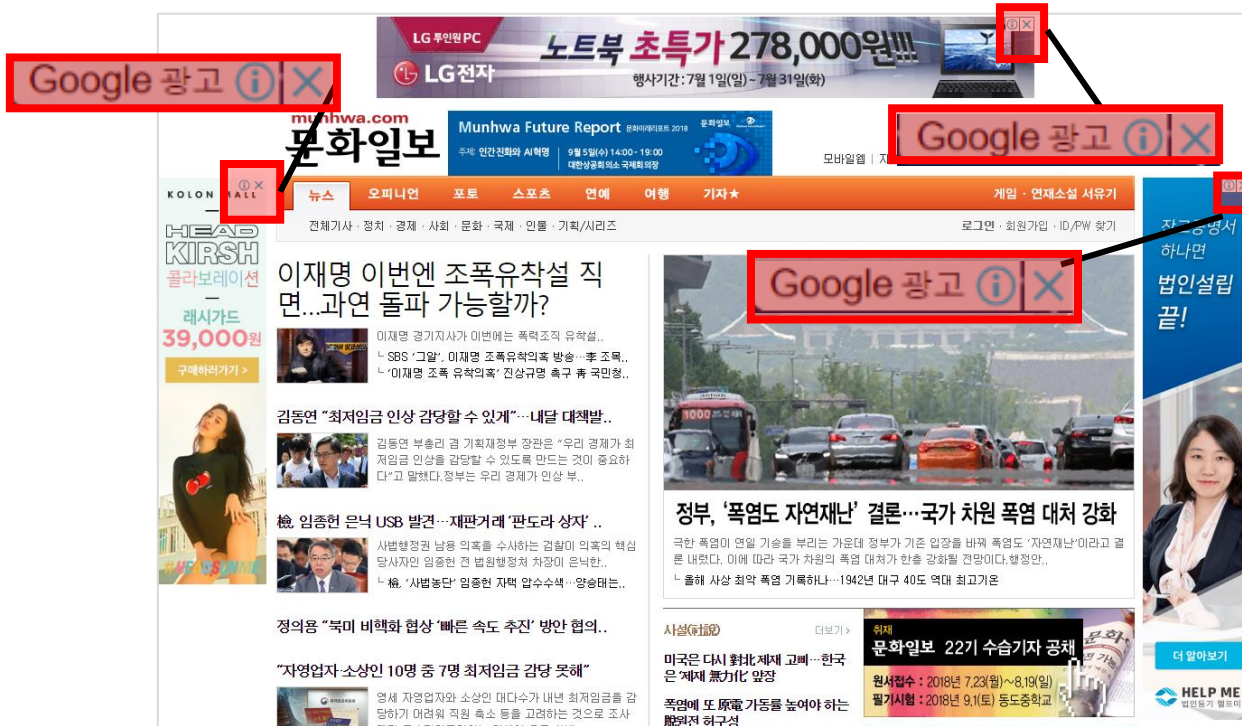 LG 투인원 PC
LG전자
노트북 초특가 278,000원!!!
행사기간 : 7월 1일(일) ~ 7월 31일(화)
Google 광고
Google 광고
munhwa.com
문화일보
Munhwa Future Report 문화미래리포트 2018
주제: 인간진화와 AI혁명
9월 5일(수) 14:00 - 19:00
대한상공회의소 국제회의장
문화일보
모바일웹
KOLON MALL
HEAD
KIRSH
콜라보레이션
래시가드
39,000원
구매하러가기 >
#HEADSONME
뉴스 오피니언 포토 스포츠 연예 여행 기자★ 게임 · 연재소설 서유기
전체기사 · 정치 · 경제 · 사회 · 문화 · 국제 · 인물 · 기획/시리즈
로그인 · 회원가입 · ID/PW 찾기
이재명 이번엔 조폭유착설 직
면...과연 돌파 가능할까?
이재명 경기지사가 이번에는 폭력조직 유착설..
└ SBS ‘그알’, 이재명 조폭유착의혹 방송…李 조목..
└ ‘이재명 조폭 유착의혹’ 진상규명 촉구 靑 국민청..
김동연 “최저임금 인상 감당할 수 있게”…내달 대책발..
김동연 부총리 겸 기획재정부 장관은 “우리 경제가 최
저임금 인상을 감당할 수 있도록 만드는 것이 중요하
다”고 말했다.정부는 우리 경제가 인상 부..
檢, 임종헌 은닉 USB 발견…재판거래 ‘판도라 상자’ ..
사법행정권 남용 의혹을 수사하는 검찰이 의혹의 핵심
당사자인 임종헌 전 법원행정처 차장이 은닉한..
└ 檢, ‘사법농단’ 임종헌 자택 압수수색…양승태는..
정의용 “북미 비핵화 협상 ‘빠른 속도 추진’ 방안 협의..
“자영업자·소상인 10명 중 7명 최저임금 감당 못해”
영세 자영업자와 소상인 대다수가 내년 최저임금을 감
당하기 어려워 직원 축소 등을 고려하는 것으로 조사
Google 광고
1000
정부, ‘폭염도 자연재난’ 결론…국가 차원 폭염 대처 강화
극한 폭염이 연일 기승을 부리는 가운데 정부가 기존 입장을 바꿔 폭염도 ‘자연재난’이라고 결
론 내렸다. 이에 따라 국가 차원의 폭염 대처가 한층 강화될 전망이다.행정안..
└ 올해 사상 최악 폭염 기록하나…1942년 대구 40도 역대 최고기온
사설(社說)
더보기 >
미국은 다시 對北 제재 고삐…한국
은 ‘제재 無力化’ 앞장
폭염에 또 原電 가동률 높여야 하는
脫원전 허구성
취재
문화일보 22기 수습기자 공채
원서접수 : 2018년 7.23(월)~8.19(일)
필기시험 : 2018년 9.1(토) 동도중학교
잔고증명서
하나면
법인설립
끝!
더 알아보기
HELP ME
법인등기 헬프미